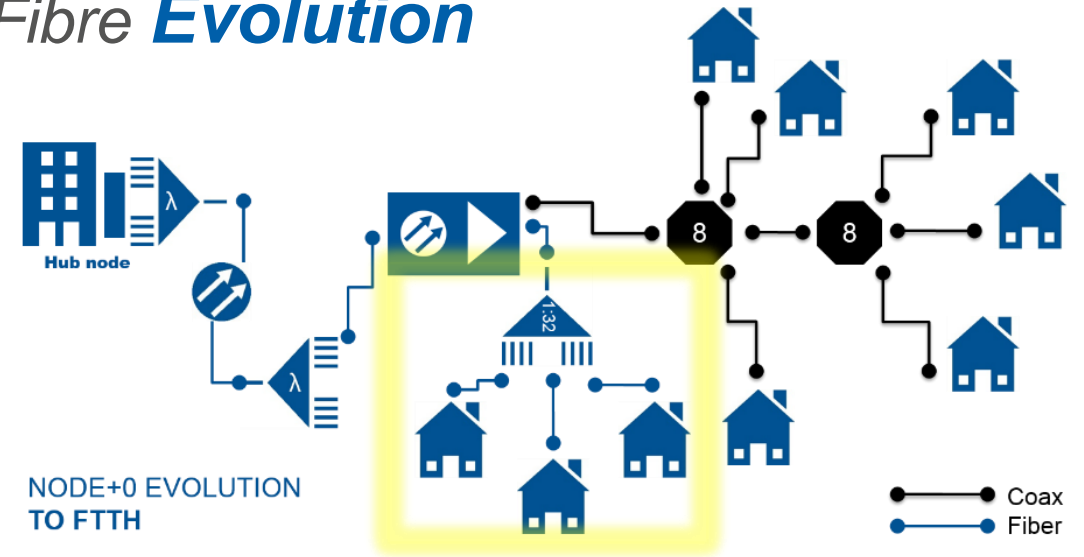 Fibre Evolution
λ
Hub node
λ
1:32
8
8
NODE+0 EVOLUTION
TO FTTH
Coax
Fiber